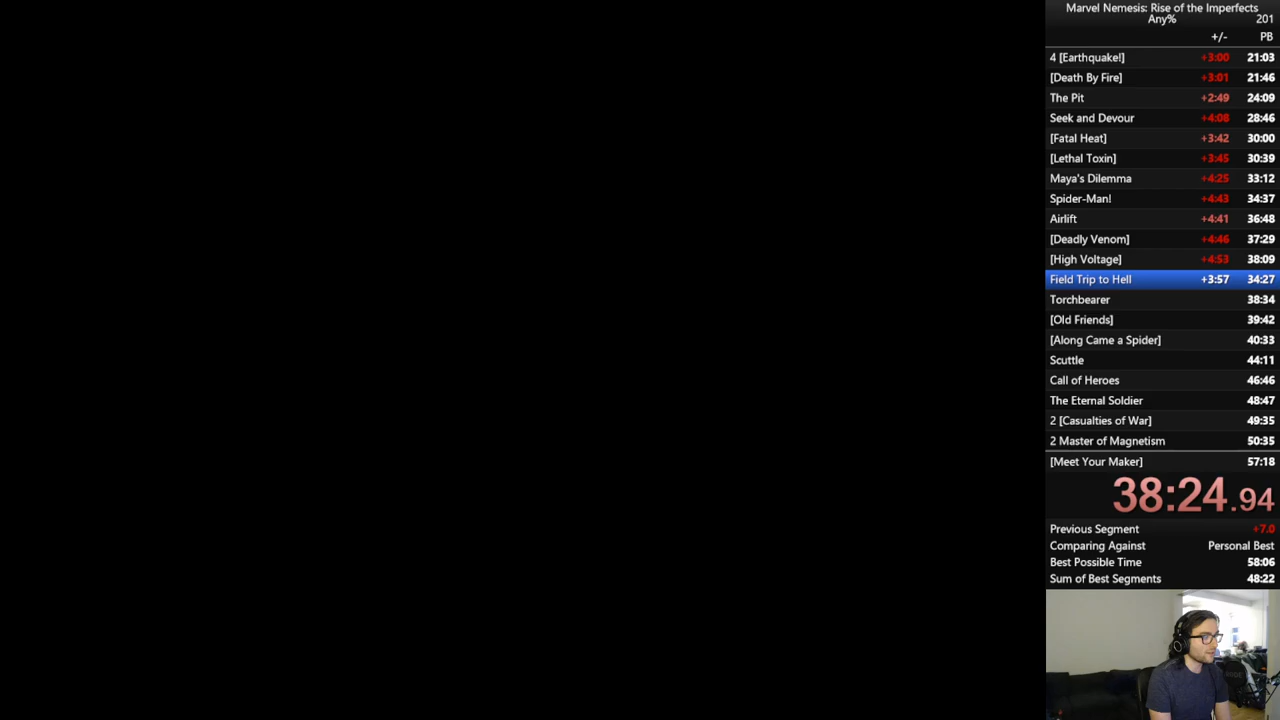 Marvel Nemesis: Rise of the Imperfects
Any% 201
+/- PB
4 [Earthquake!] +3:00 21:03
[Death By Fire] +3:01 21:46
The Pit +2:49 24:09
Seek and Devour +4:08 28:46
[Fatal Heat] +3:42 30:00
[Lethal Toxin] +3:45 30:39
Maya's Dilemma +4:25 33:12
Spider-Man! +4:43 34:37
Airlift +4:41 36:48
[Deadly Venom] +4:46 37:29
[High Voltage] +4:53 38:09
Field Trip to Hell +3:57 34:27
Torchbearer 38:34
[Old Friends] 39:42
[Along Came a Spider] 40:33
Scuttle 44:11
Call of Heroes 46:46
The Eternal Soldier 48:47
2 [Casualties of War] 49:35
2 Master of Magnetism 50:35
[Meet Your Maker] 57:18
38:24.94
Previous Segment +7.0
Comparing Against Personal Best
Best Possible Time 58:06
Sum of Best Segments 48:22